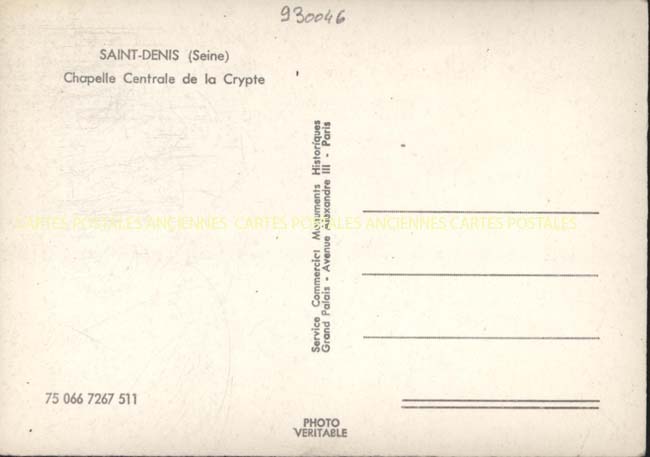 930046
SAINT-DENIS (Seine)
Chapelle Centrale de la Crypte
Service Commercial Monuments Historiques
Grand Palais - Avenue Alexandre III - Paris
CARTES POSTALES ANCIENNES CARTES POSTALES ANCIENNES CARTES POSTALES
75 066 7267 511
PHOTO
VERITABLE